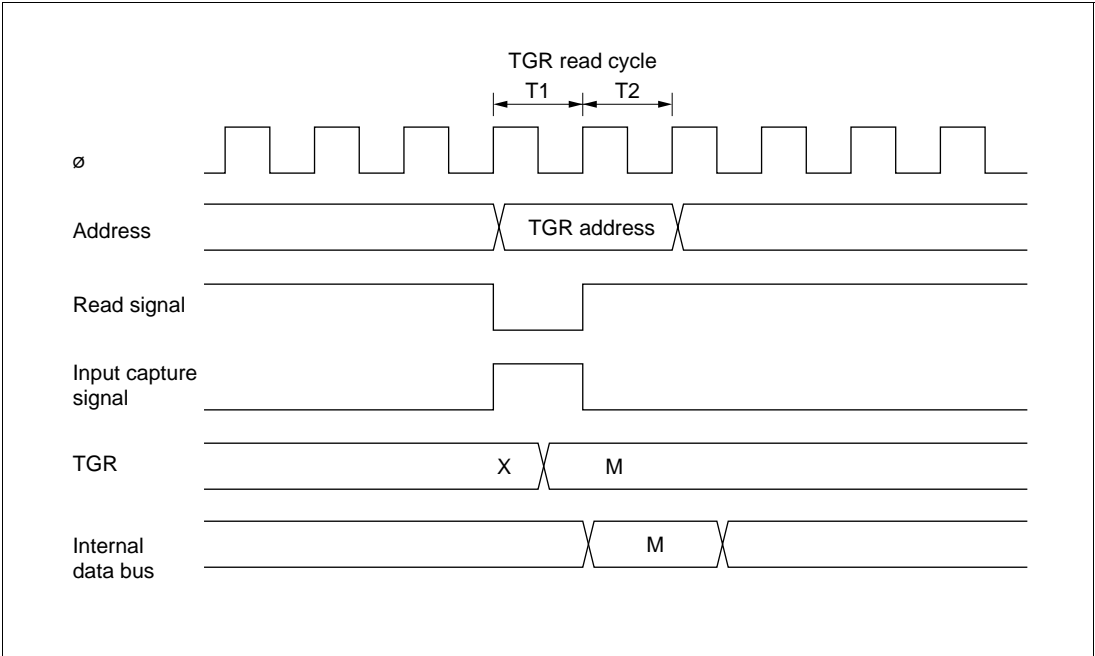 TGR read cycle
T1 T2
ø
Address TGR address
Read signal
Input capture
signal
TGR X M
Internal
data bus M